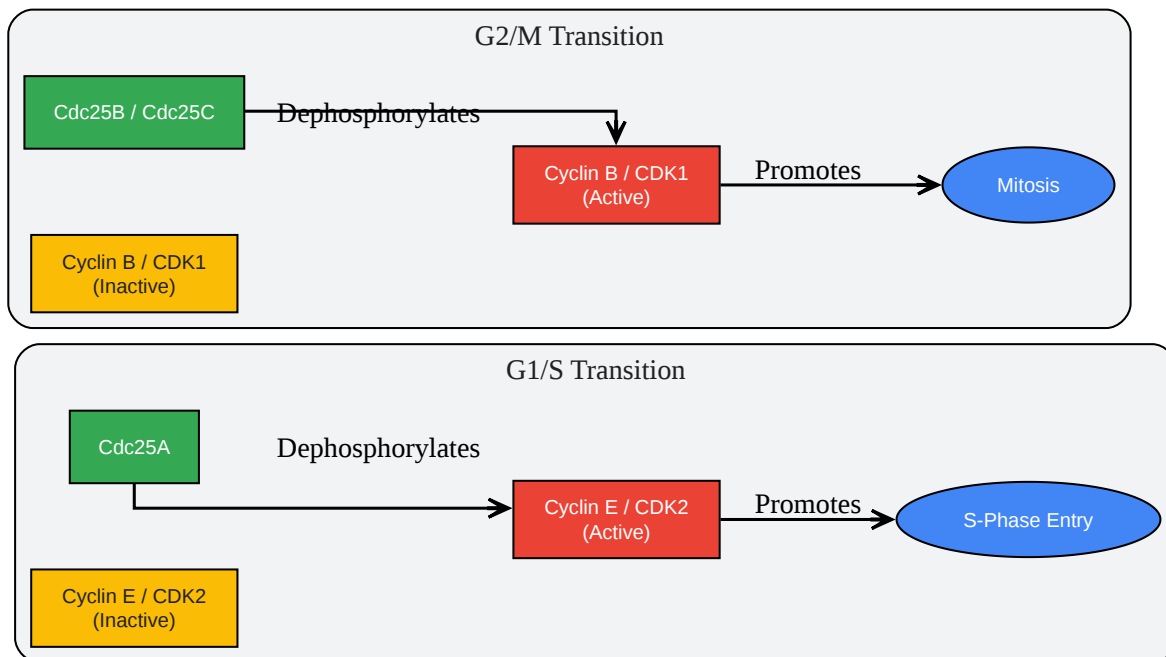 G2/M Transition
Cdc25B / Cdc25C
Dephosphorylates
Cyclin B / CDK1
(Active)
Promotes
Mitosis
Cyclin B / CDK1
(Inactive)
G1/S Transition
Cdc25A
Dephosphorylates
Cyclin E / CDK2
(Active)
Promotes
S-Phase Entry
Cyclin E / CDK2
(Inactive)